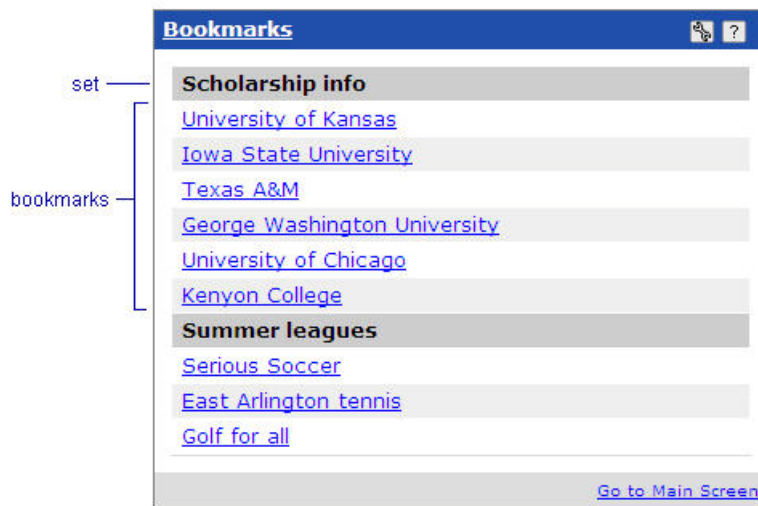 Bookmarks ?
set Scholarship info
University of Kansas
Iowa State University
Texas A&M
bookmarks
George Washington University
University of Chicago
Kenyon College
Summer leagues
Serious Soccer
East Arlington tennis
Golf for all
Go to Main Screen